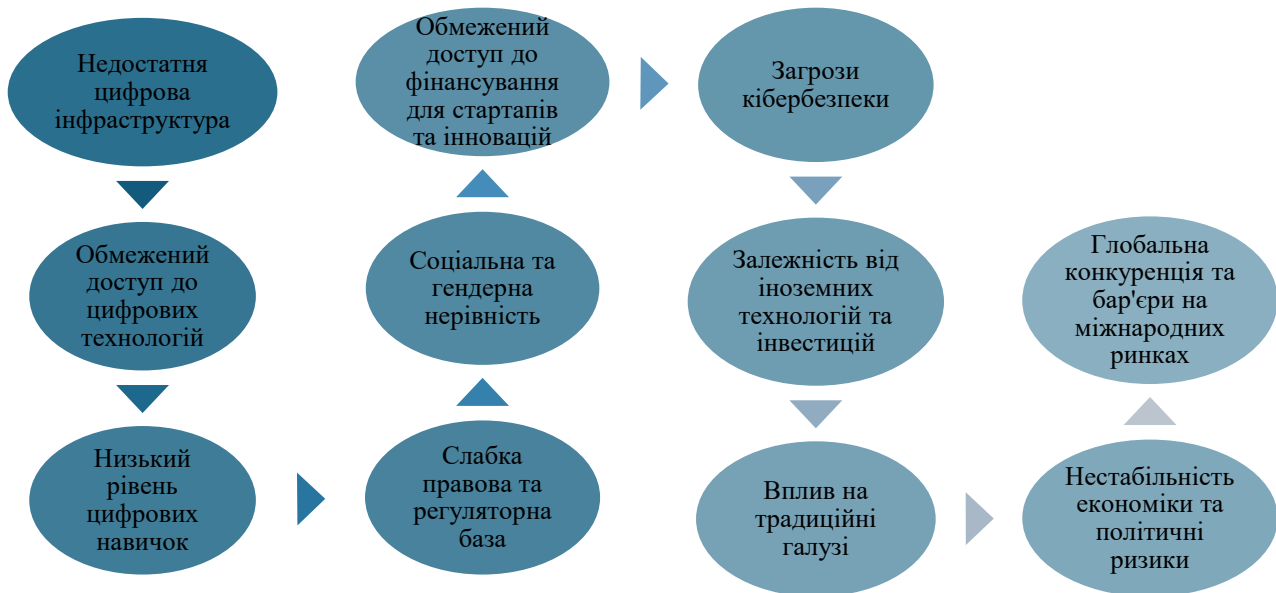 Недостатня
цифрова
інфраструктура
Обмежений
доступ до
цифрових
технологій
Низький
рівень
цифрових
навичок
Слабка
правова та
регуляторна
база
Соціальна та
гендерна
нерівність
Обмежений
доступ до
фінансування
для стартапів
та інновацій
Загрози
кібербезпеки
Залежність від
іноземних
технологій та
інвестицій
Вплив на
традиційні
галузі
Нестабільність
економіки та
політичні
ризики
Глобальна
конкуренція та
бар'єри на
міжнародних
ринках